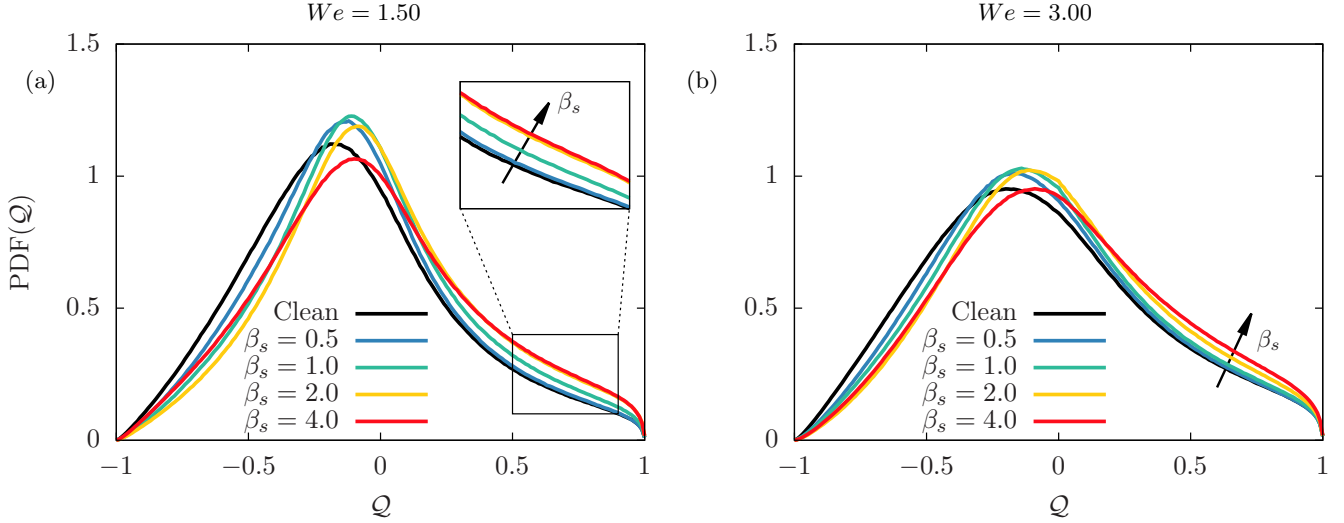 We = 1.50
We = 3.00
(a)
1.5
1
0.5
0
PDF(𝒬)
β_s
Clean
β_s = 0.5
β_s = 1.0
β_s = 2.0
β_s = 4.0
−1
−0.5
0
0.5
1
𝒬
(b)
1.5
1
0.5
0
β_s
Clean
β_s = 0.5
β_s = 1.0
β_s = 2.0
β_s = 4.0
−1
−0.5
0
0.5
1
𝒬